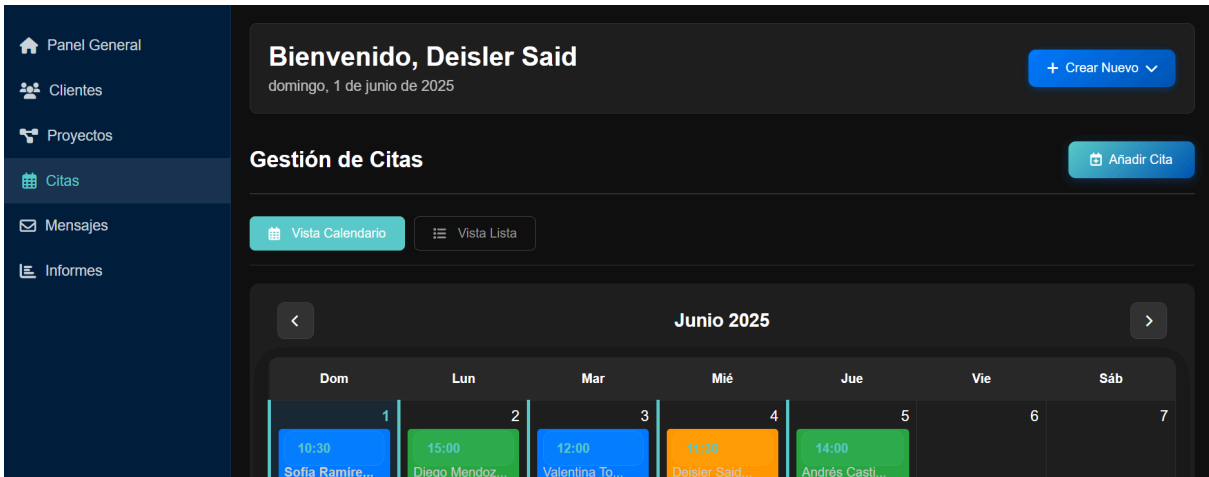 Panel General
Clientes
Proyectos
Citas
Mensajes
Informes
Bienvenido, Deisler Said
domingo, 1 de junio de 2025
+ Crear Nuevo
Gestión de Citas
Añadir Cita
Vista Calendario
Vista Lista
Junio 2025
Dom Lun Mar Mié Jue Vie Sáb
1 2 3 4 5 6 7
10:30 15:00 12:00 11:30 14:00
Sofía Ramíre... Diego Mendoz... Valentina To... Deisler Said... Andrés Casti...